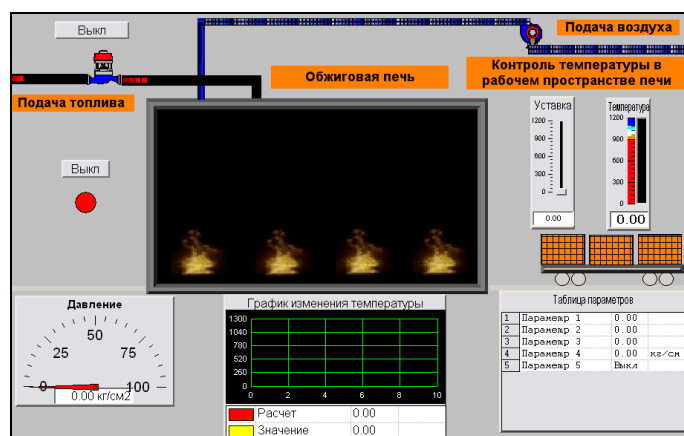 Выкл
Подача воздуха
Обжиговая печь
Контроль температуры в
рабочем пространстве печи
Подача топлива
Уставка
1200
900
600
300
0
0.00
Температура
1200
900
600
300
0
0.00
Выкл
Давление
0
25
50
75
100
0.00 кг/см2
График изменения температуры
1300
1040
780
520
260
0
0 2 4 6 8 10
Расчет 0.00
Значение 0.00
Таблица параметров
1 Параметр 1 0.00
2 Параметр 2 0.00
3 Параметр 3 0.00
4 Параметр 4 0.00 кг/см
5 Параметр 5 Выкл